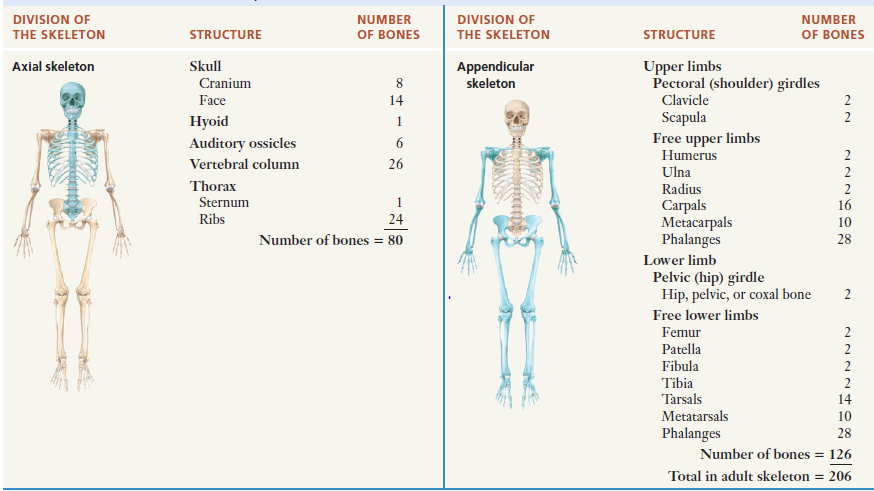 DIVISION OF THE SKELETON STRUCTURE NUMBER OF BONES
Axial skeleton
Skull
Cranium 8
Face 14
Hyoid 1
Auditory ossicles 6
Vertebral column 26
Thorax
Sternum 1
Ribs 24
Number of bones = 80
DIVISION OF THE SKELETON STRUCTURE NUMBER OF BONES
Appendicular
skeleton
Upper limbs
Pectoral (shoulder) girdles
Clavicle 2
Scapula 2
Free upper limbs
Humerus 2
Ulna 2
Radius 2
Carpals 16
Metacarpals 10
Phalanges 28
Lower limb
Pelvic (hip) girdle
Hip, pelvic, or coxal bone 2
Free lower limbs
Femur 2
Patella 2
Fibula 2
Tibia 2
Tarsals 14
Metatarsals 10
Phalanges 28
Number of bones = 126
Total in adult skeleton = 206